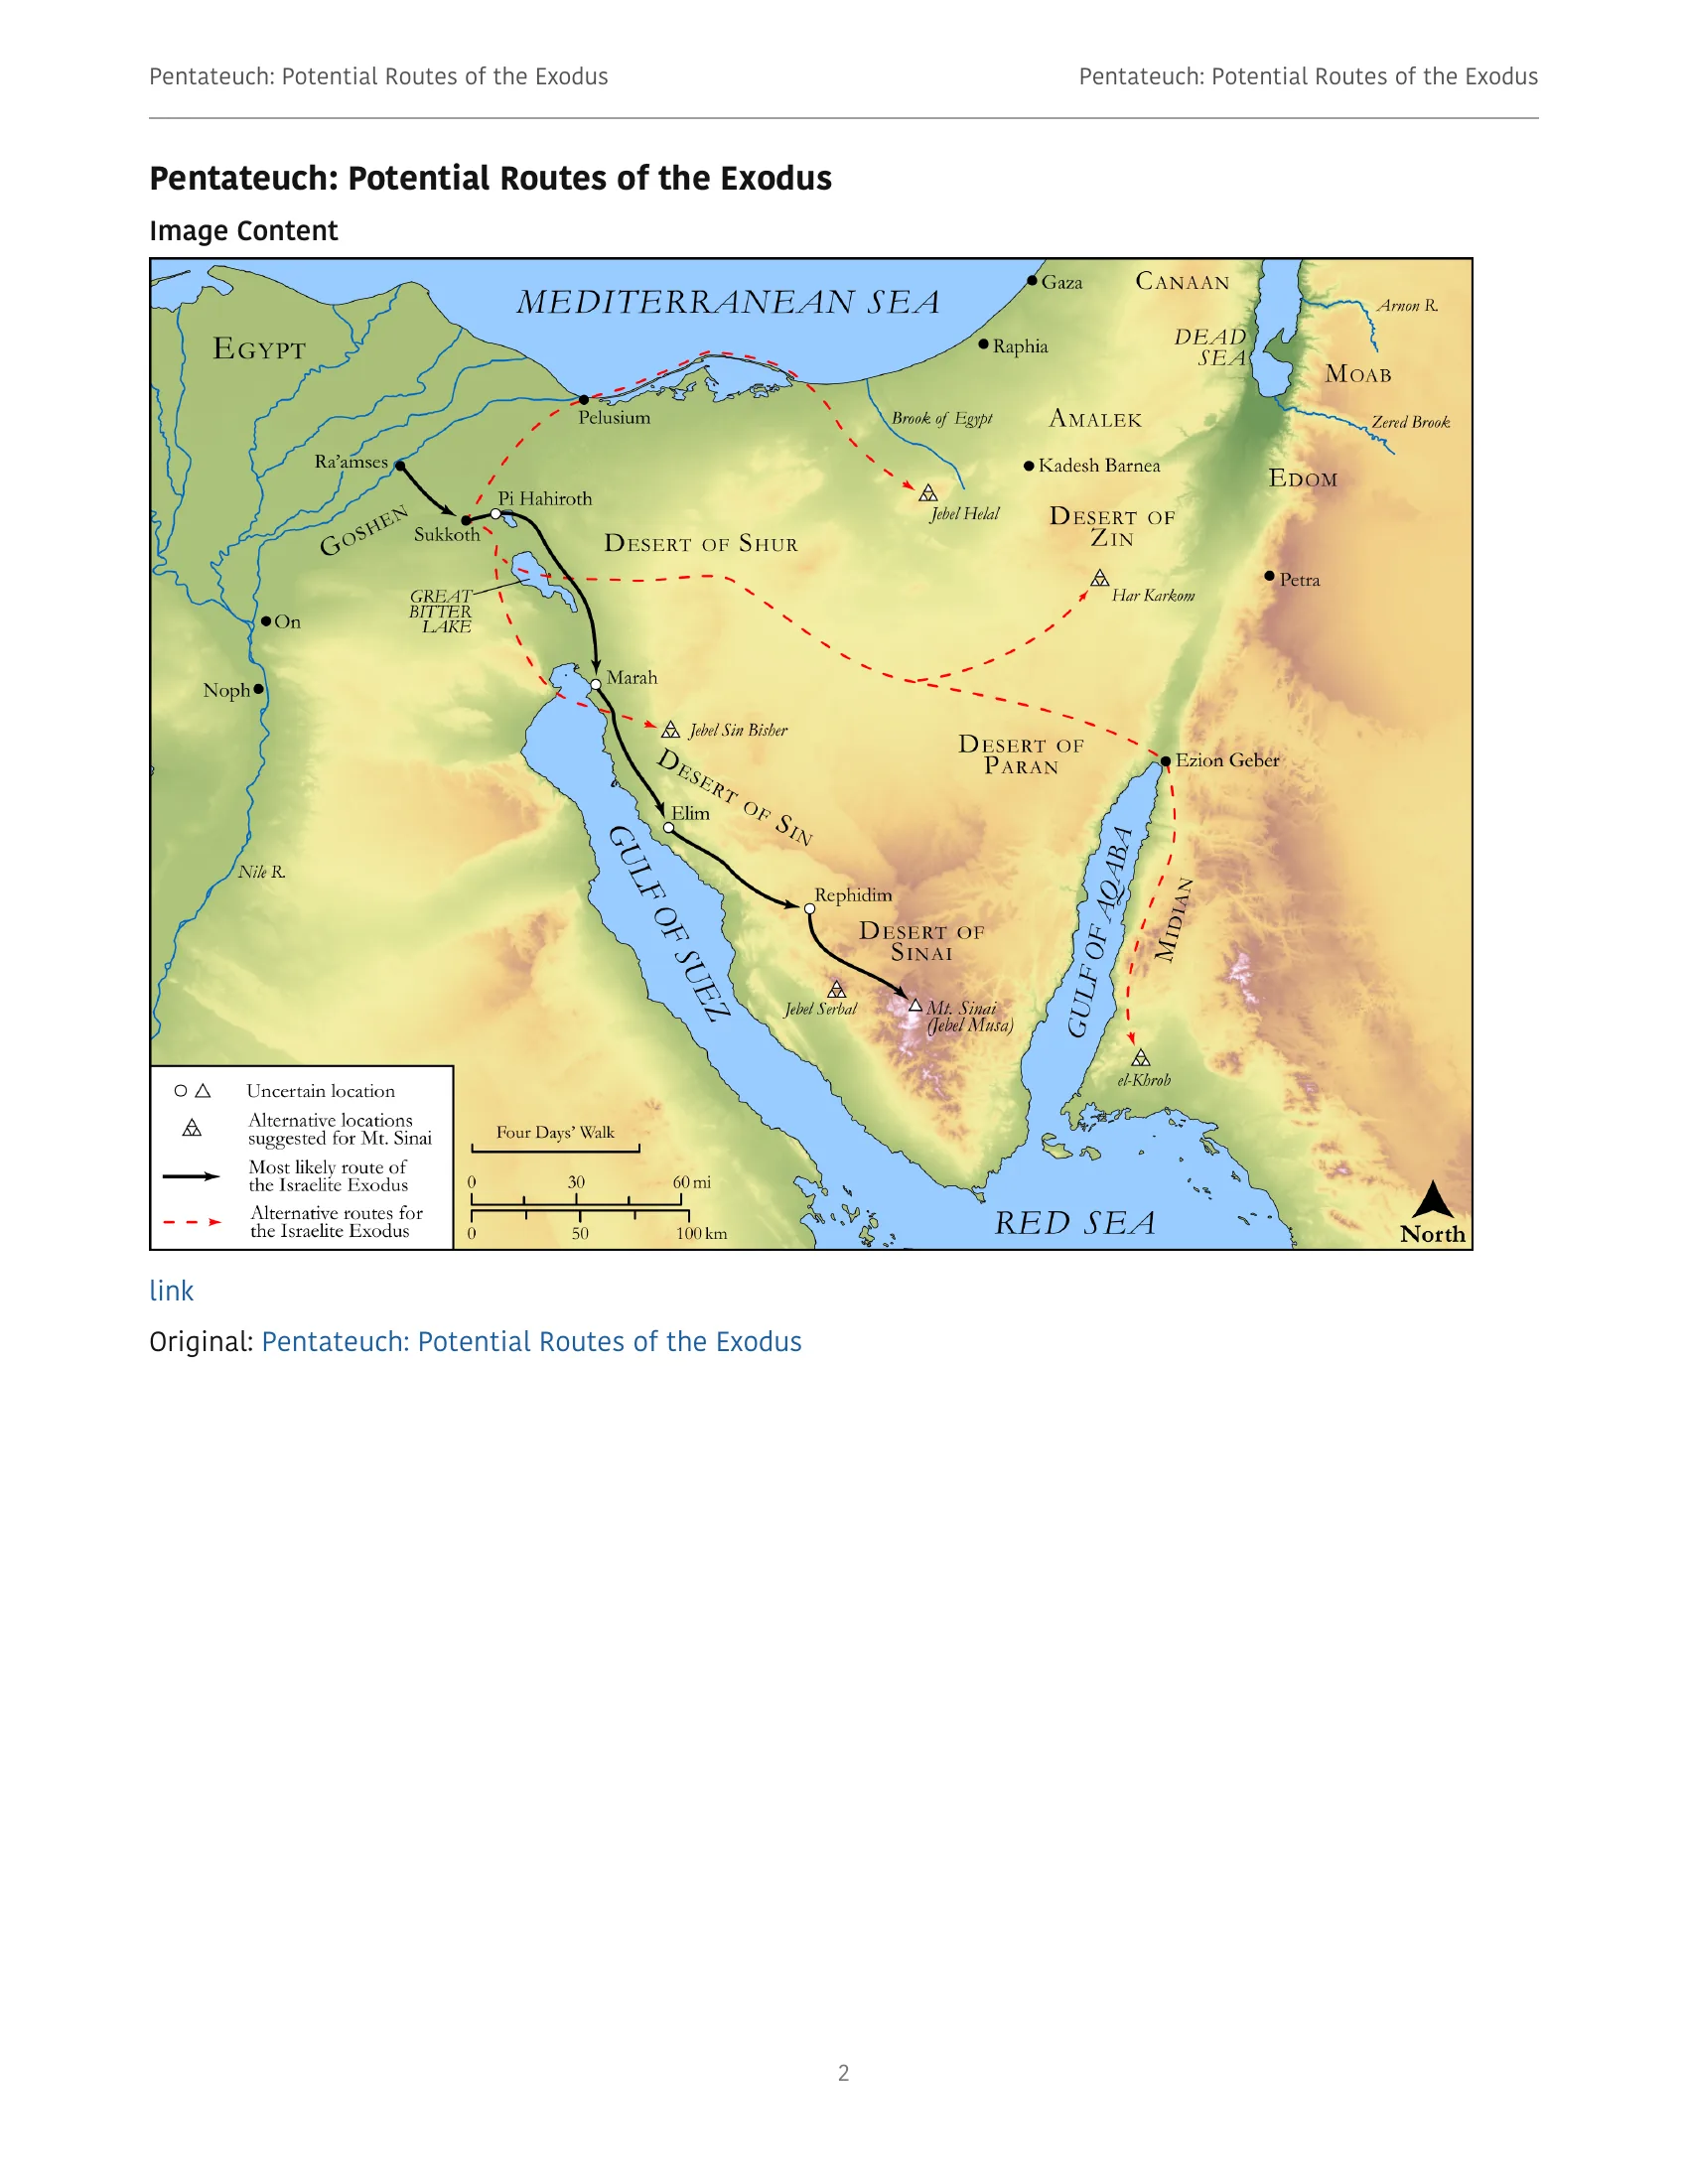 Pentateuch: Potential Routes of the Exodus
Pentateuch: Potential Routes of the Exodus
Pentateuch: Potential Routes of the Exodus
Image Content
MEDITERRANEAN SEA
Gaza
CANAAN
Arnon R.
EGYPT
Raphia
DEAD
SEA
MOAB
Pelusium
Brook of Egypt
AMALEK
Zered Brook
Ra'amses
Kadesh Barnea
EDOM
Pi Hahiroth
Jebel Helal
GOSHEN
Sukkoth
DESERT OF SHUR
DESERT OF
ZIN
Petra
GREAT
BITTER
LAKE
Har Karkom
On
Marah
Noph
Jebel Sin Bisher
DESERT OF
PARAN
Ezion Geber
DESERT OF SIN
Elim
GULF OF SUEZ
GULF OF AQABA
Nile R.
Rephidim
MIDIAN
DESERT OF
SINAI
Jebel Serbal
Mt. Sinai
(Jebel Musa)
el-Khrob
Uncertain location
Alternative locations
suggested for Mt. Sinai
Most likely route of
the Israelite Exodus
Alternative routes for
the Israelite Exodus
Four Days' Walk
0 30 60 mi
0 50 100 km
RED SEA
North
link
Original: Pentateuch: Potential Routes of the Exodus
2